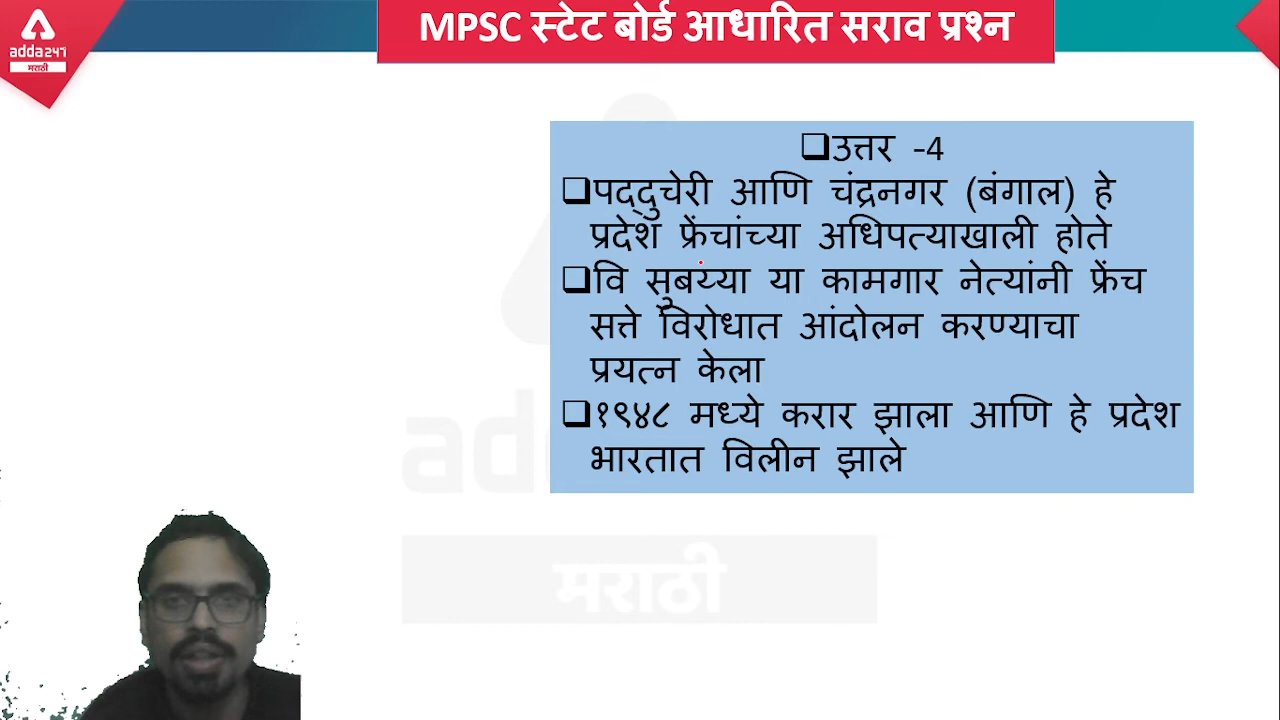 MPSC स्टेट बोर्ड आधारित सराव प्रश्न
adda247
मराठी
उत्तर -4
पद्दुचेरी आणि चंद्रनगर (बंगाल) हे
प्रदेश फ्रेंचांच्या अधिपत्याखाली होते
वि सुबय्या या कामगार नेत्यांनी फ्रेंच
सत्ते विरोधात आंदोलन करण्याचा
प्रयत्न केला
१९४८ मध्ये करार झाला आणि हे प्रदेश
भारतात विलीन झाले
मराठी